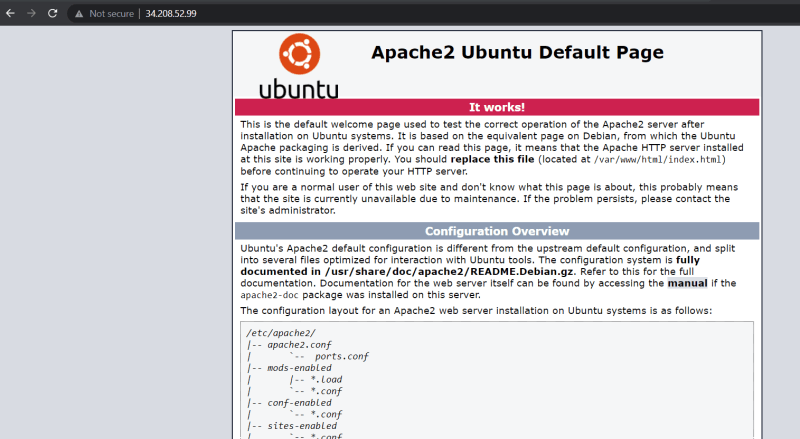 Not secure | 34.208.52.99
ubuntu
Apache2 Ubuntu Default Page
It works!
This is the default welcome page used to test the correct operation of the Apache2 server after
installation on Ubuntu systems. It is based on the equivalent page on Debian, from which the Ubuntu
Apache packaging is derived. If you can read this page, it means that the Apache HTTP server installed
at this site is working properly. You should replace this file (located at /var/www/html/index.html)
before continuing to operate your HTTP server.
If you are a normal user of this web site and don't know what this page is about, this probably means
that the site is currently unavailable due to maintenance. If the problem persists, please contact the
site's administrator.
Configuration Overview
Ubuntu's Apache2 default configuration is different from the upstream default configuration, and split
into several files optimized for interaction with Ubuntu tools. The configuration system is fully
documented in /usr/share/doc/apache2/README.Debian.gz. Refer to this for the full
documentation. Documentation for the web server itself can be found by accessing the manual if the
apache2-doc package was installed on this server.
The configuration layout for an Apache2 web server installation on Ubuntu systems is as follows:
/etc/apache2/
|-- apache2.conf
|       `--  ports.conf
|-- mods-enabled
|       |-- *.load
|       `-- *.conf
|-- conf-enabled
|       `-- *.conf
|-- sites-enabled
|       `-- *.conf